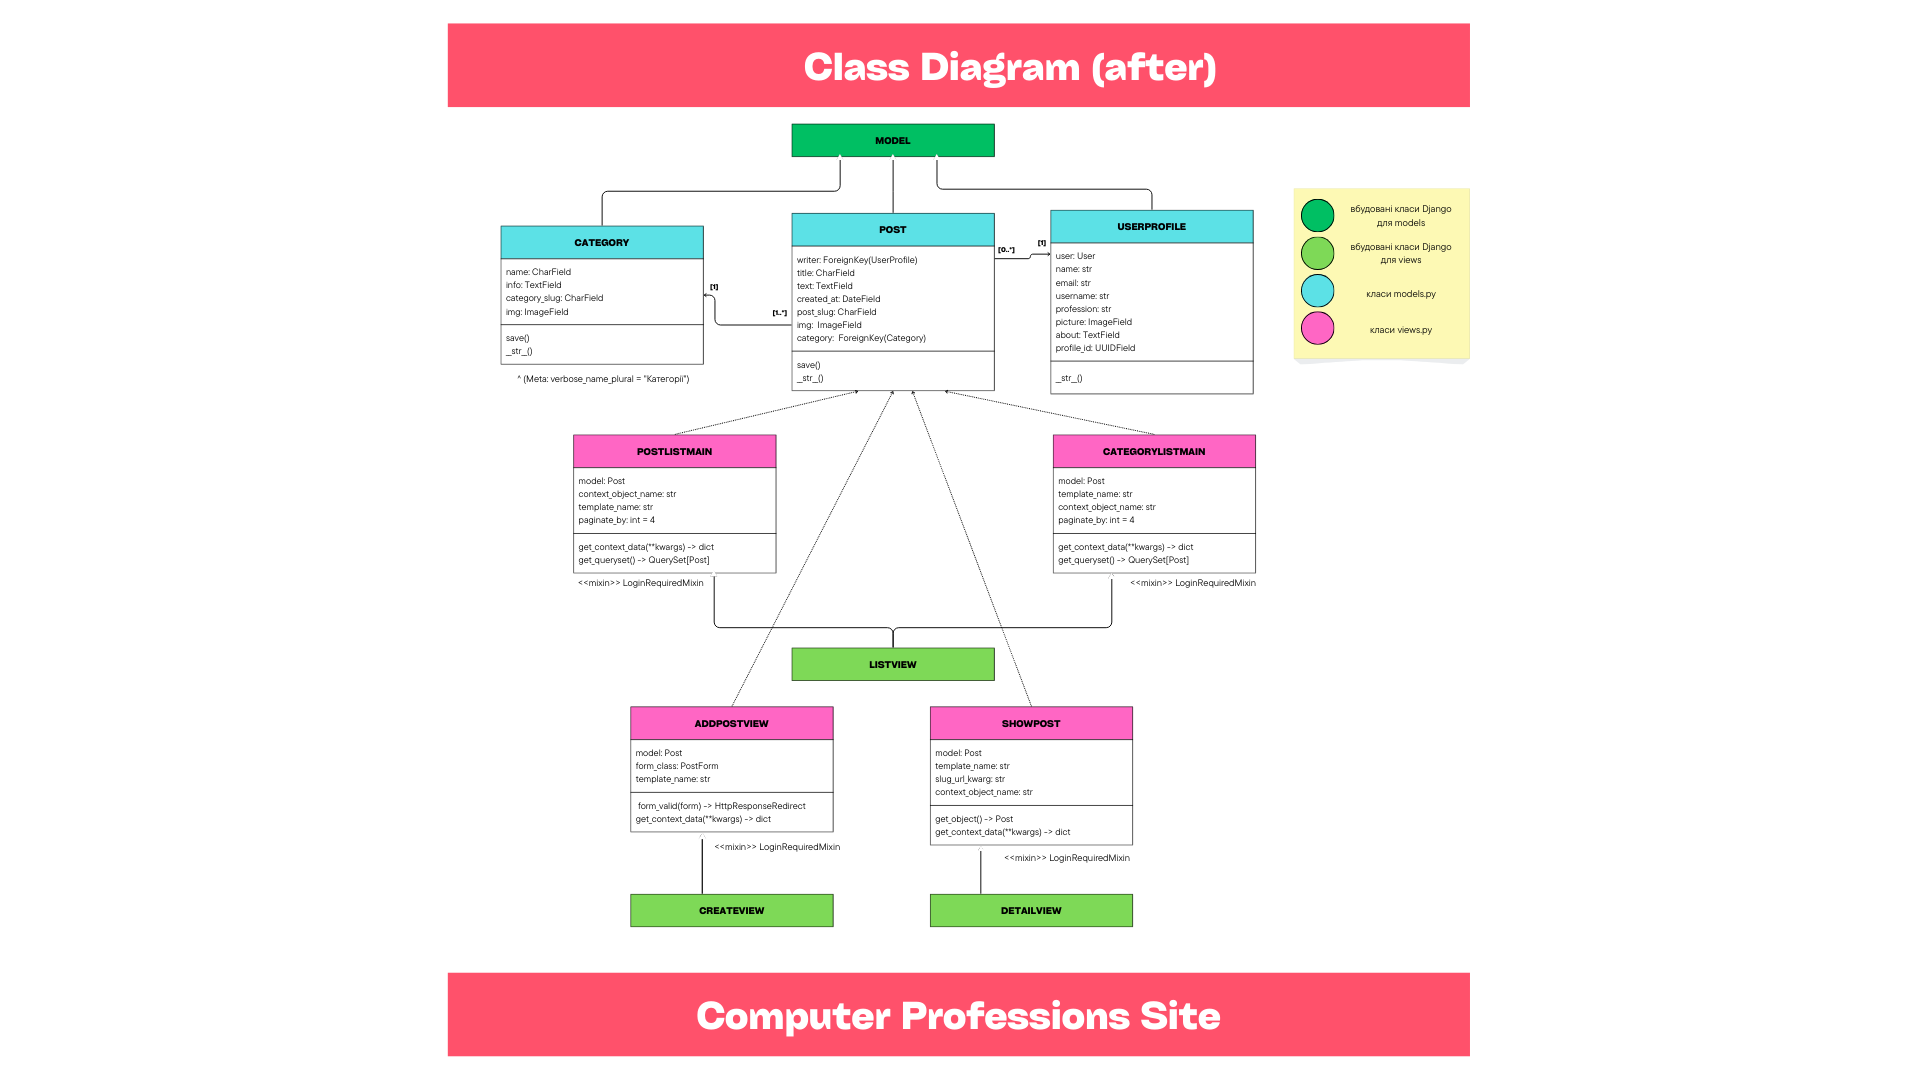 Class Diagram (after)
MODEL
CATEGORY
name: CharField
info: TextField
category_slug: CharField
img: ImageField
save()
_str_()
^ (Meta: verbose_name_plural = "Категорії")
[1]
[1..*]
POST
writer: ForeignKey(UserProfile)
title: CharField
text: TextField
created_at: DateField
post_slug: CharField
img: ImageField
category: ForeignKey(Category)
save()
_str_()
[0..*]
[1]
USERPROFILE
user: User
name: str
email: str
username: str
profession: str
picture: ImageField
about: TextField
profile_id: UUIDField
_str_()
вбудовані класи Django
для models
вбудовані класи Django
для views
класи models.py
класи views.py
POSTLISTMAIN
model: Post
context_object_name: str
template_name: str
paginate_by: int = 4
get_context_data(**kwargs) -> dict
get_queryset() -> QuerySet[Post]
<<mixin>> LoginRequiredMixin
CATEGORYLISTMAIN
model: Post
template_name: str
context_object_name: str
paginate_by: int = 4
get_context_data(**kwargs) -> dict
get_queryset() -> QuerySet[Post]
<<mixin>> LoginRequiredMixin
LISTVIEW
ADDPOSTVIEW
model: Post
form_class: PostForm
template_name: str
form_valid(form) -> HttpResponseRedirect
get_context_data(**kwargs) -> dict
<<mixin>> LoginRequiredMixin
CREATEVIEW
SHOWPOST
model: Post
template_name: str
slug_url_kwarg: str
context_object_name: str
get_object() -> Post
get_context_data(**kwargs) -> dict
<<mixin>> LoginRequiredMixin
DETAILVIEW
Computer Professions Site